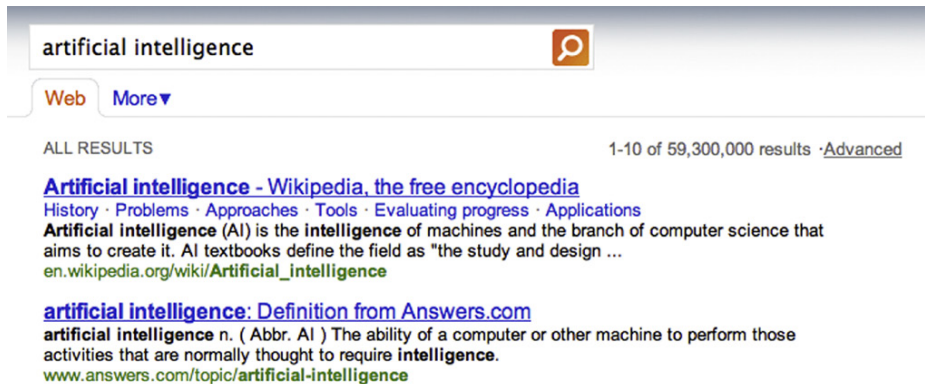 artificial intelligence
Web More▼
ALL RESULTS 1-10 of 59,300,000 results ·Advanced
Artificial intelligence - Wikipedia, the free encyclopedia
History · Problems · Approaches · Tools · Evaluating progress · Applications
Artificial intelligence (AI) is the intelligence of machines and the branch of computer science that
aims to create it. AI textbooks define the field as "the study and design ...
en.wikipedia.org/wiki/Artificial_intelligence
artificial intelligence: Definition from Answers.com
artificial intelligence n. ( Abbr. AI ) The ability of a computer or other machine to perform those
activities that are normally thought to require intelligence.
www.answers.com/topic/artificial-intelligence